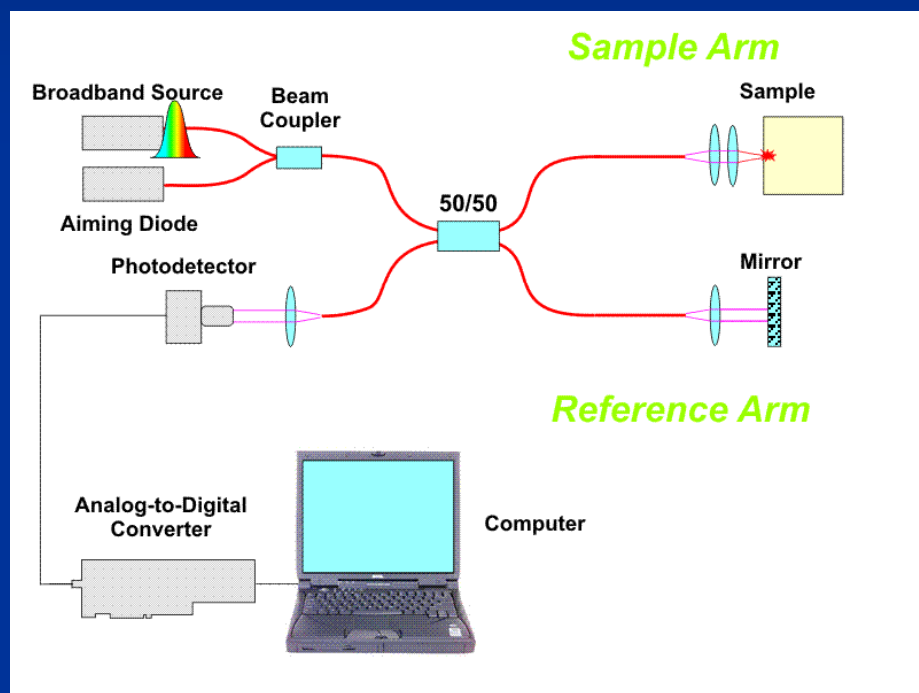 Sample Arm
Broadband Source
Beam
Coupler
Sample
50/50
Aiming Diode
Photodetector
Mirror
Reference Arm
Analog-to-Digital
Converter
Computer